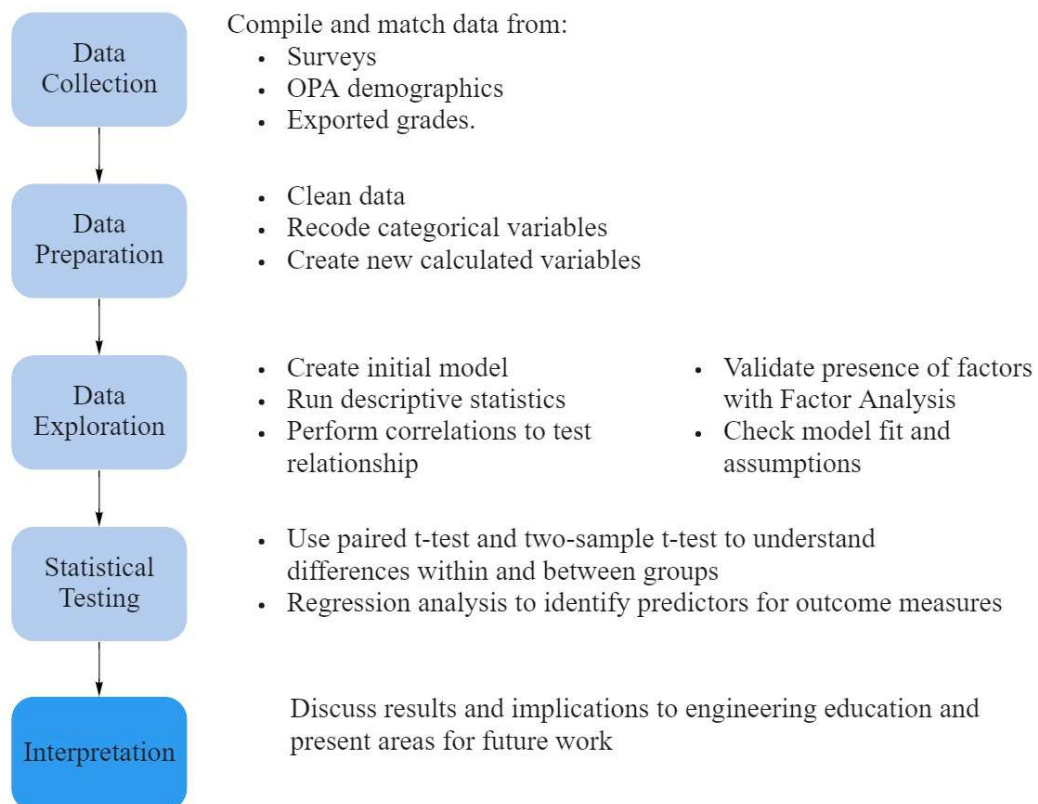 Data
Collection
Compile and match data from:
• Surveys
• OPA demographics
• Exported grades.
Data
Preparation
• Clean data
• Recode categorical variables
• Create new calculated variables
Data
Exploration
• Create initial model
• Run descriptive statistics
• Perform correlations to test
relationship
• Validate presence of factors
with Factor Analysis
• Check model fit and
assumptions
Statistical
Testing
• Use paired t-test and two-sample t-test to understand
differences within and between groups
• Regression analysis to identify predictors for outcome measures
Interpretation
Discuss results and implications to engineering education and
present areas for future work